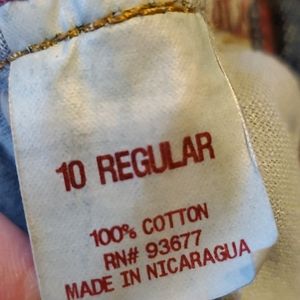 10 REGULAR
100% COTTON
RN# 93677
MADE IN NICARAGUA